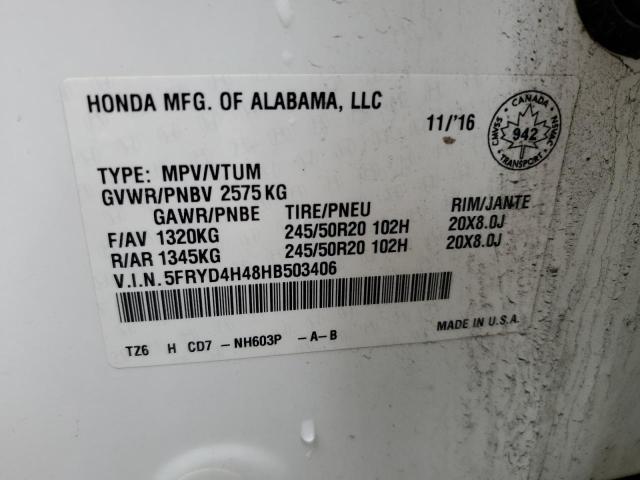 HONDA MFG. OF ALABAMA, LLC
11/'16
CANADA
CMVSS
942
NSVAC
TRANSPORT
TYPE: MPV/VTUM
GVWR/PNBV 2575 KG
GAWR/PNBE TIRE/PNEU RIM/JANTE
F/AV 1320KG 245/50R20 102H 20X8.0J
R/AR 1345KG 245/50R20 102H 20X8.0J
V.I.N. 5FRYD4H48HB503406
TZ6 H CD7 -NH603P -A-B
MADE IN U.S.A.